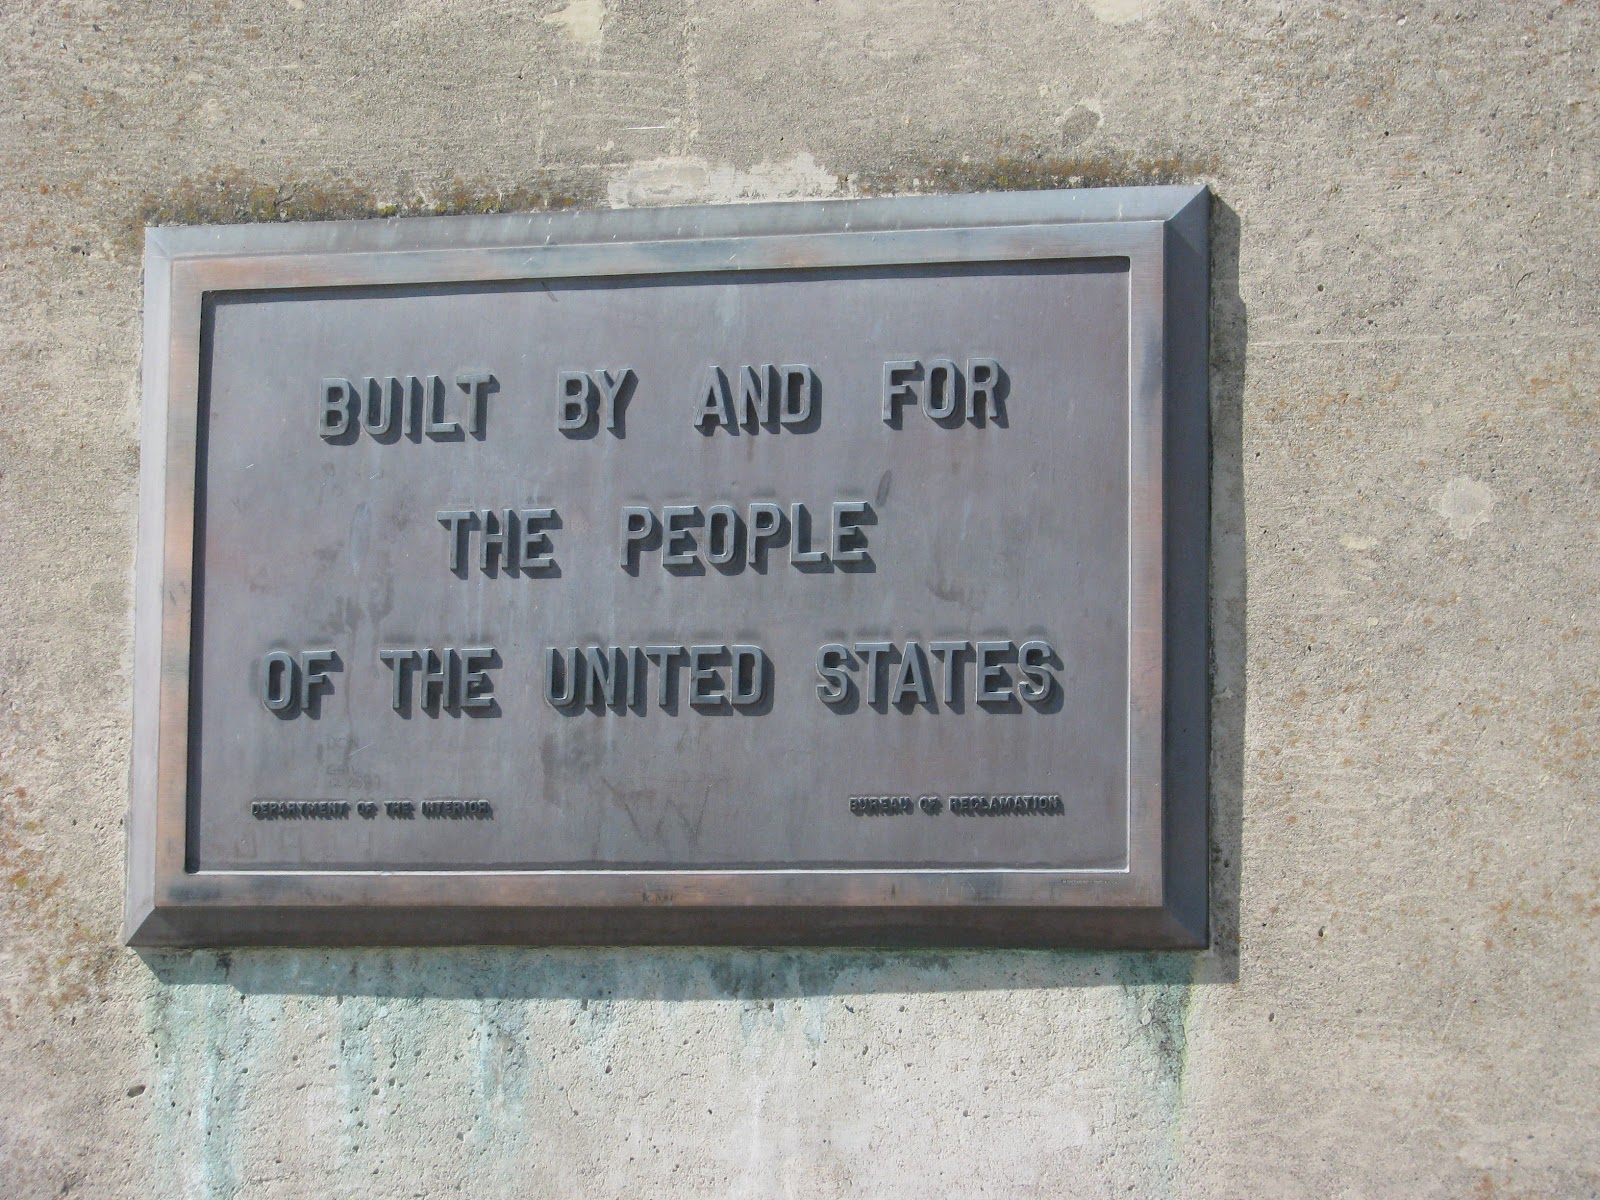 BUILT BY AND FOR
THE PEOPLE
OF THE UNITED STATES
DEPARTMENT OF THE INTERIOR
BUREAU OF RECLAMATION